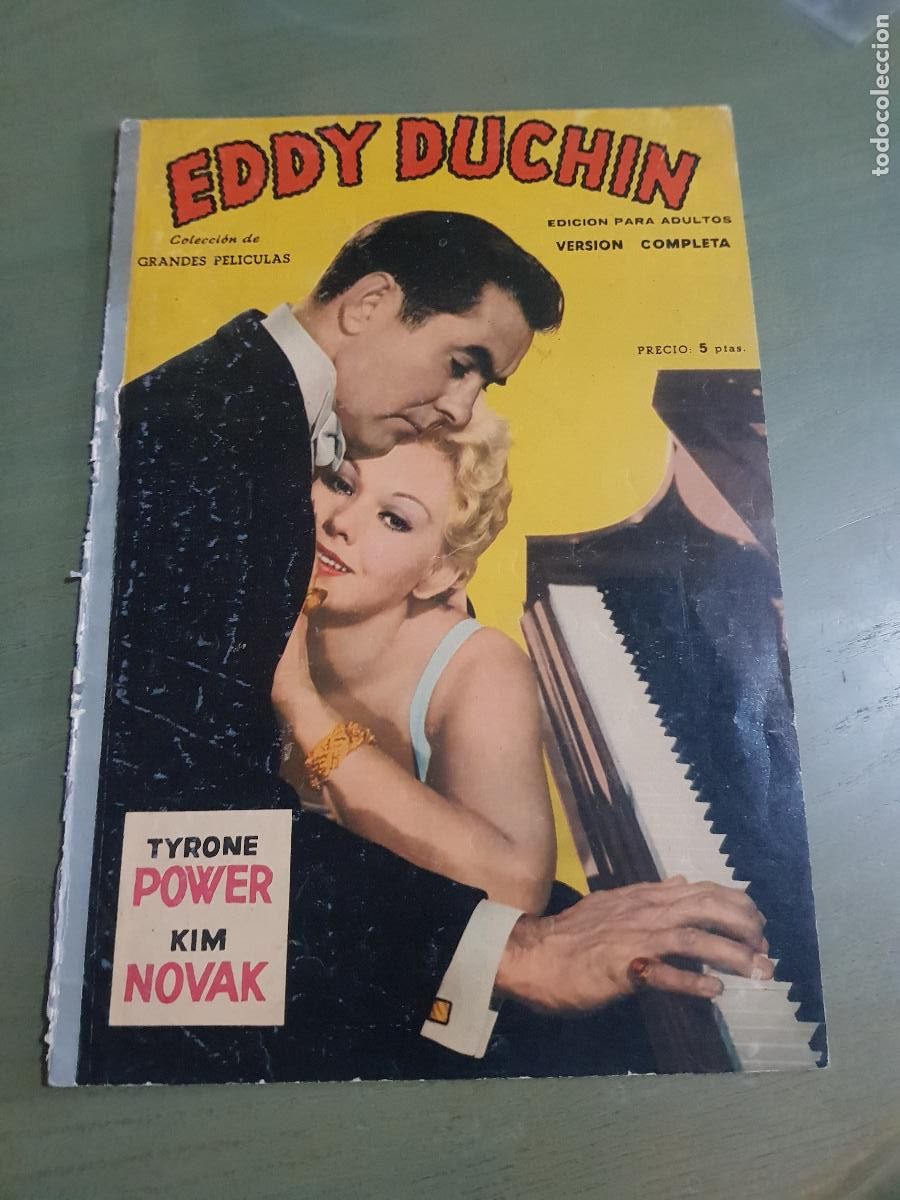 EDDY DUCHIN
Colección de
GRANDES PELICULAS
EDICION PARA ADULTOS
VERSION COMPLETA
PRECIO: 5 ptas.
TYRONE
POWER
KIM
NOVAK
todocoleccion